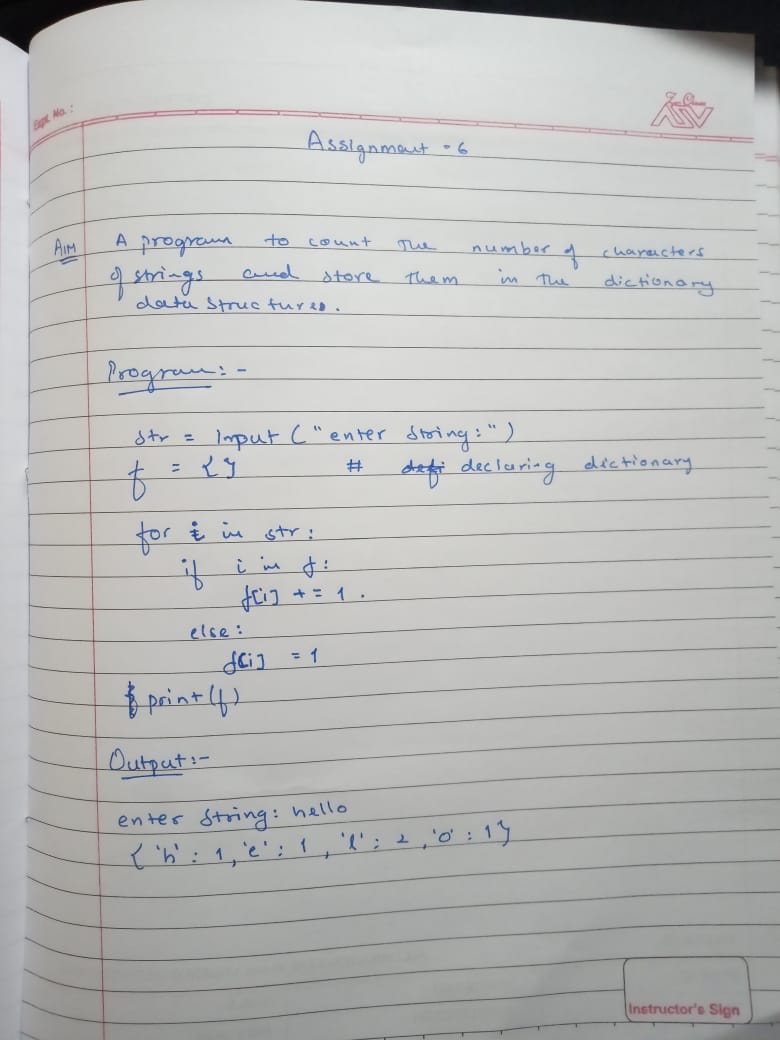 Expt. No. :
Assignment - 6
AIM A program to count the number of characters
of strings and store them in the dictionary
data structures.
Program: -
str = Input ("enter string:")
f = {} # defi declaring dictionary
for i in str:
if i in f:
f[i] += 1.
else:
f[i] = 1
print(f)
Output:-
enter string: hello
{'h': 1, 'e': 1, 'l': 2, 'o': 1}
Instructor's Sign